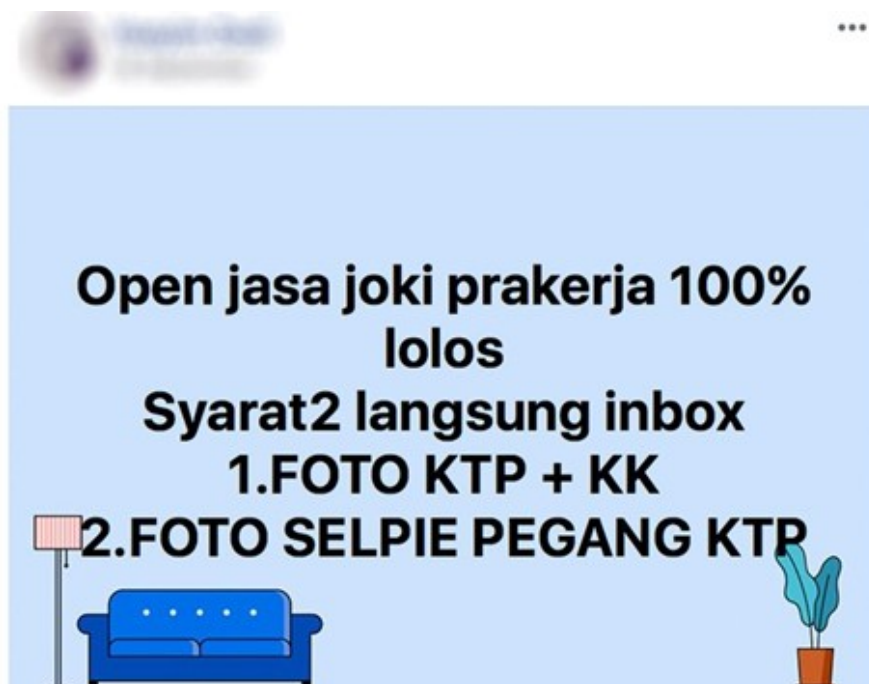 Open jasa joki prakerja 100%
lolos
Syarat2 langsung inbox
1.FOTO KTP + KK
2.FOTO SELPIE PEGANG KTP